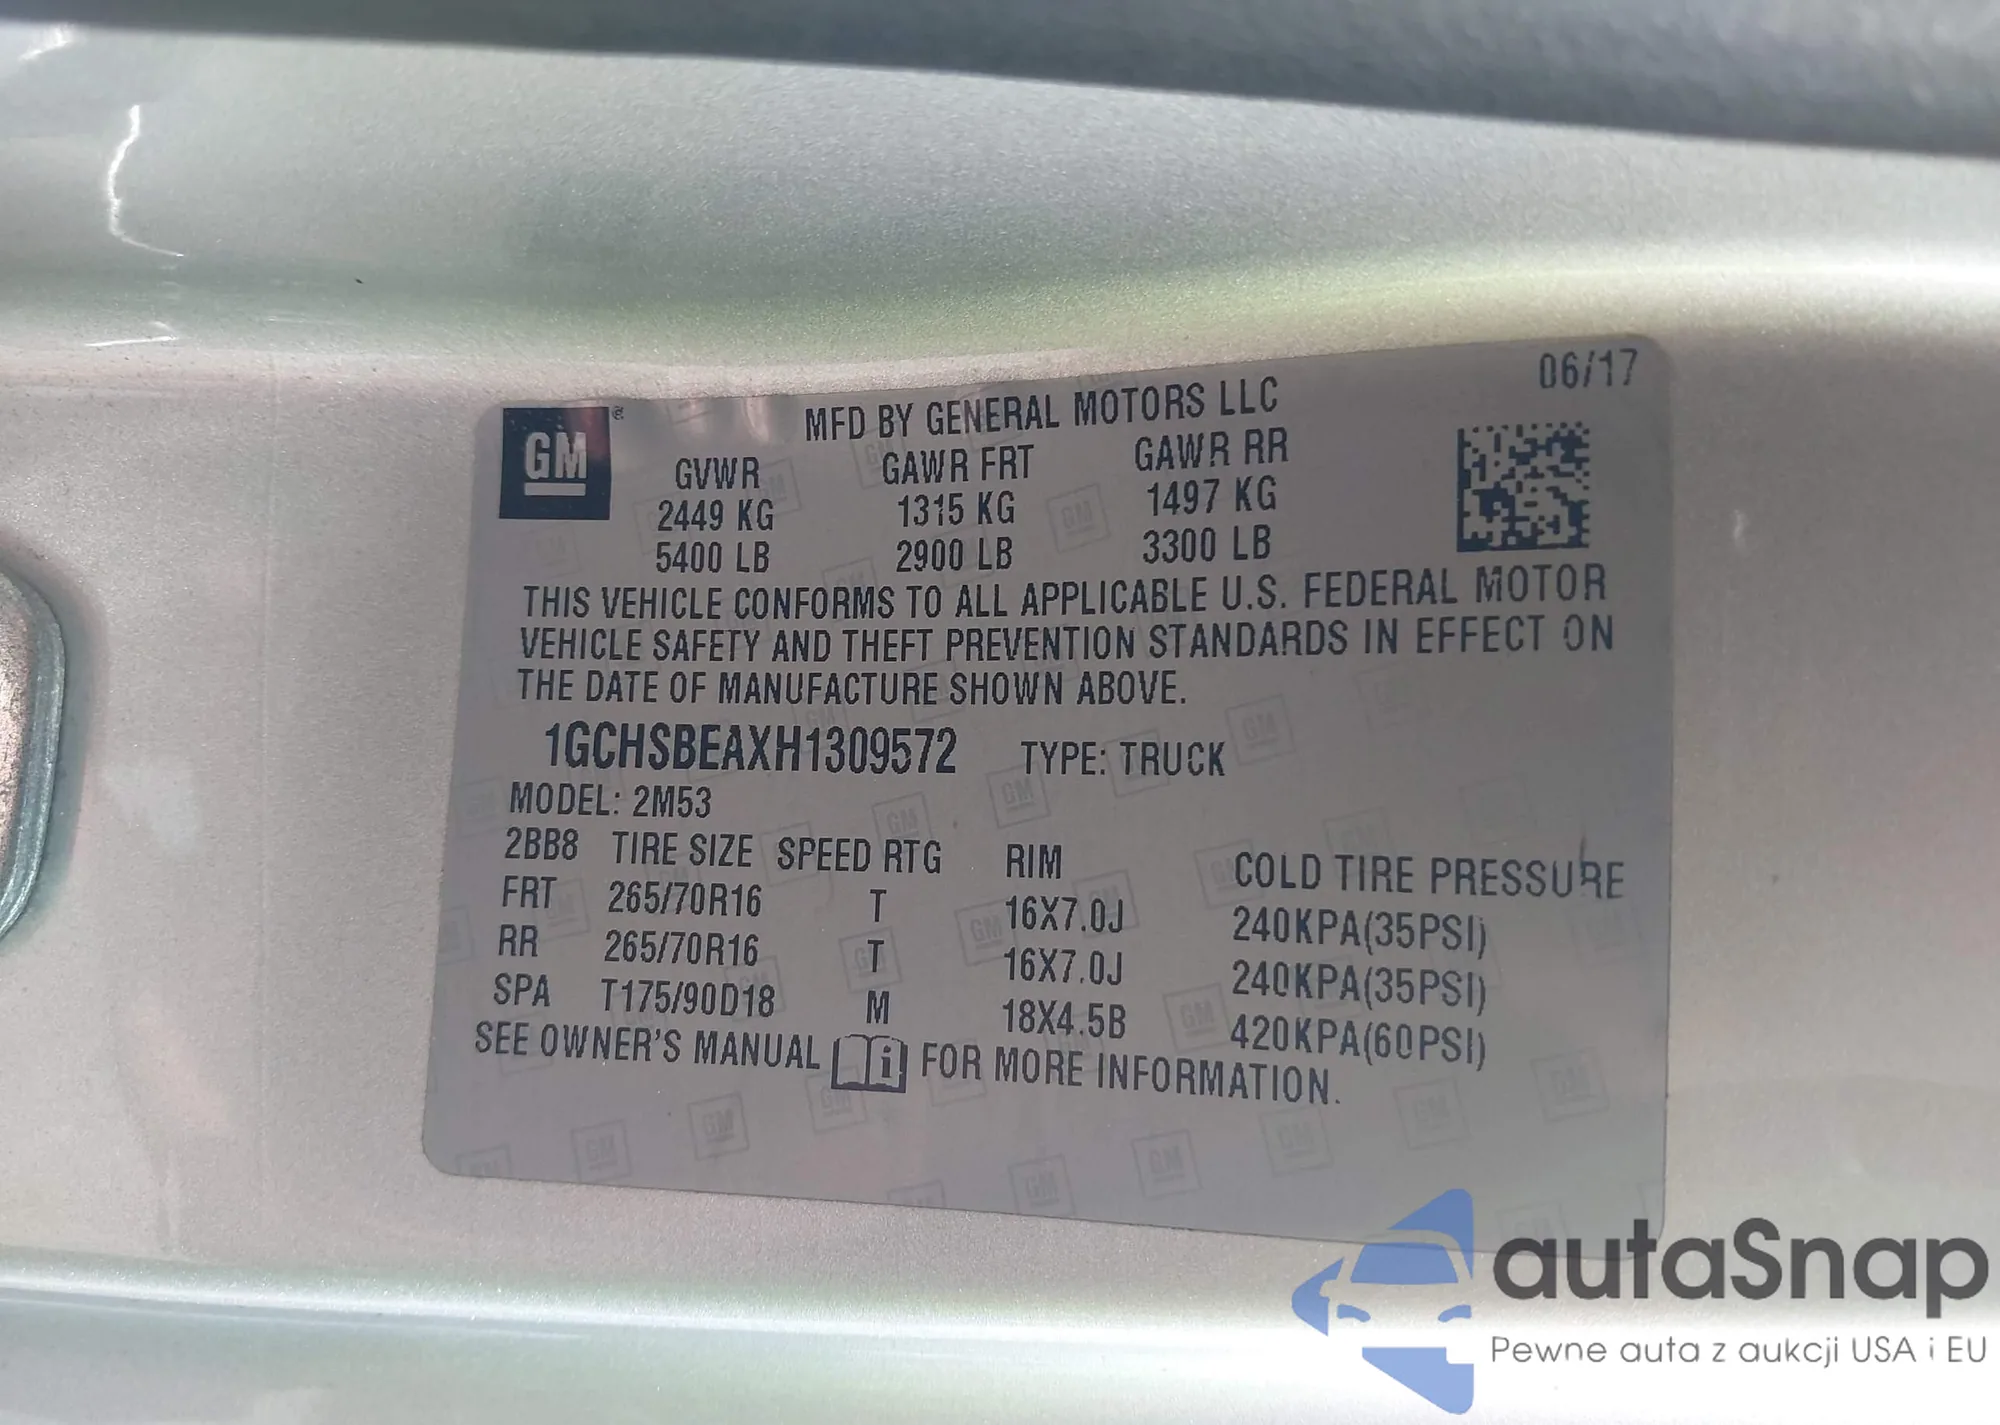 06/17
GM®
MFD BY GENERAL MOTORS LLC
GVWR GAWR FRT GAWR RR
2449 KG 1315 KG 1497 KG
5400 LB 2900 LB 3300 LB
THIS VEHICLE CONFORMS TO ALL APPLICABLE U.S. FEDERAL MOTOR
VEHICLE SAFETY AND THEFT PREVENTION STANDARDS IN EFFECT ON
THE DATE OF MANUFACTURE SHOWN ABOVE.
1GCHSBEAXH1309572 TYPE: TRUCK
MODEL: 2M53
2BB8 TIRE SIZE SPEED RTG RIM COLD TIRE PRESSURE
FRT 265/70R16 T 16X7.0J 240KPA(35PSI)
RR 265/70R16 T 16X7.0J 240KPA(35PSI)
SPA T175/90D18 M 18X4.5B 420KPA(60PSI)
SEE OWNER'S MANUAL i FOR MORE INFORMATION.
autaSnap
Pewne auta z aukcji USA i EU